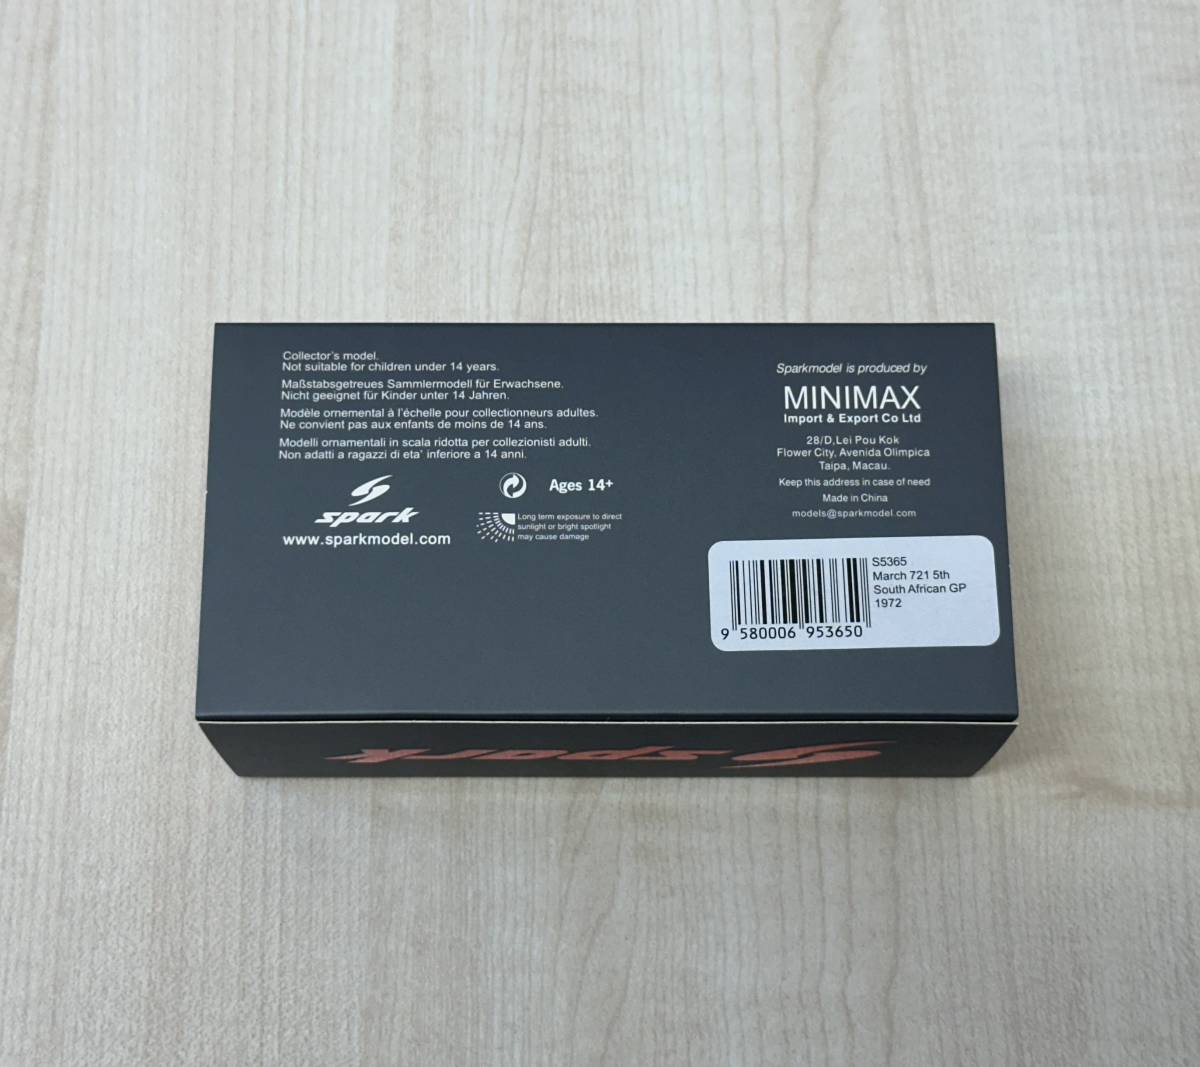 Collector's model.
Not suitable for children under 14 years.
Maßstabsgetreues Sammlermodell für Erwachsene.
Nicht geeignet für Kinder unter 14 Jahren.
Modèle ornemental à l'échelle pour collectionneurs adultes.
Ne convient pas aux enfants de moins de 14 ans.
Modelli ornamentali in scala ridotta per collezionisti adulti.
Non adatti a ragazzi di eta' inferiore a 14 anni.
spark
www.sparkmodel.com
Ages 14+
Long term exposure to direct
sunlight or bright spotlight
may cause damage
Sparkmodel is produced by
MINIMAX
Import & Export Co Ltd
28/D,Lei Pou Kok
Flower City, Avenida Olimpica
Taipa, Macau.
Keep this address in case of need
Made in China
models@sparkmodel.com
S5365
March 721 5th
South African GP
1972
9 580006 953650
spark